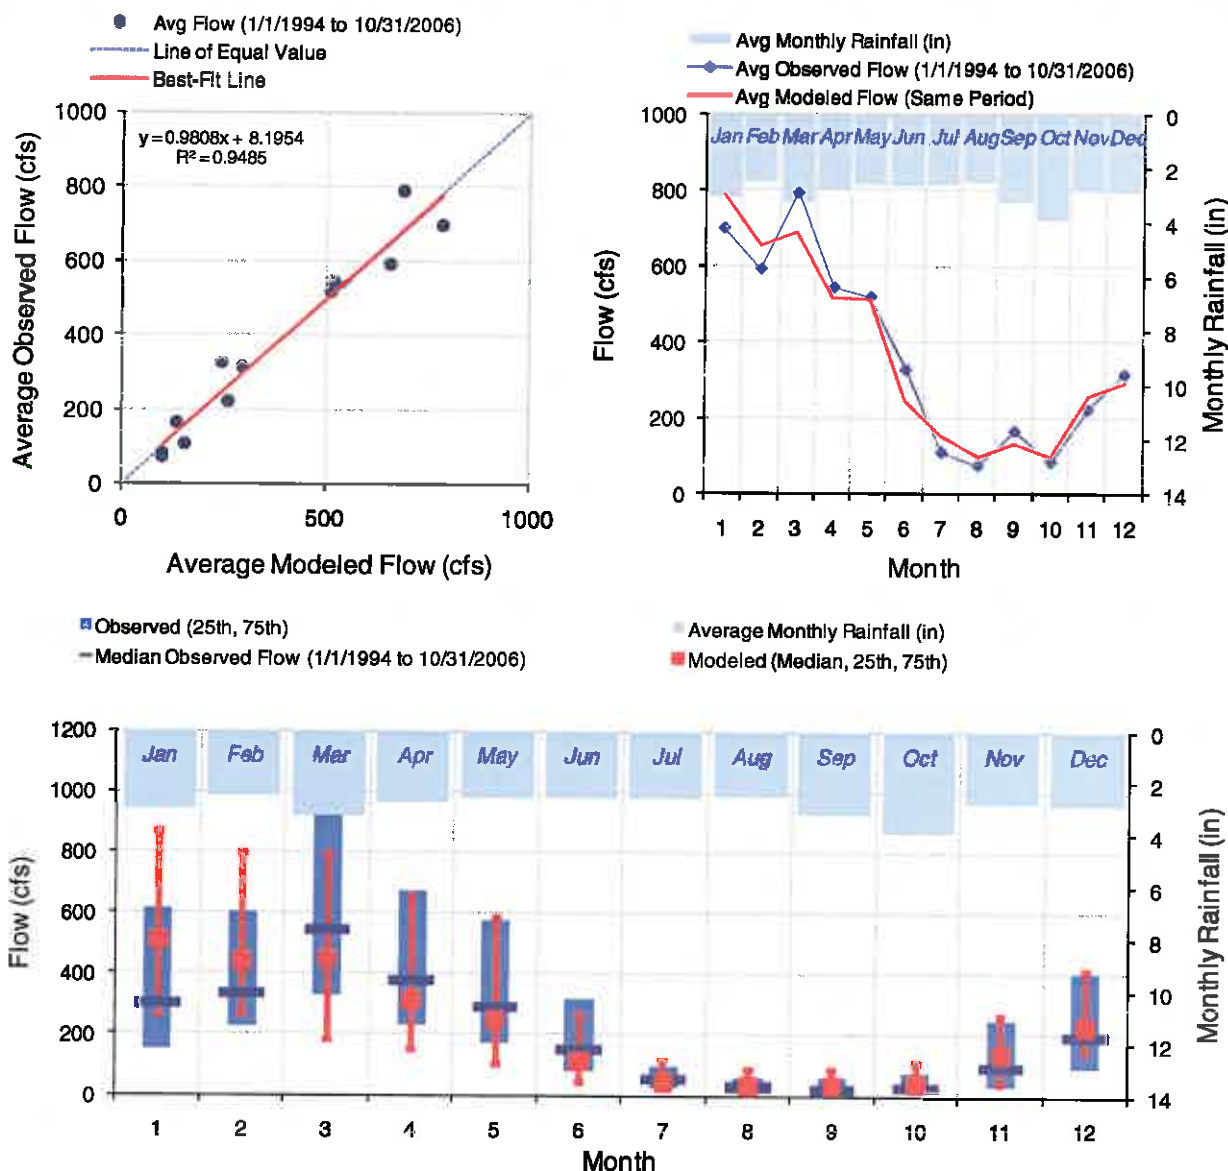 Avg Flow (1/1/1994 to 10/31/2006)
Line of Equal Value
Best-Fit Line
y = 0.9808x + 8.1954
R² = 0.9485
Average Observed Flow (cfs)
1000
800
600
400
200
0
0 500 1000
Average Modeled Flow (cfs)
Avg Monthly Rainfall (in)
Avg Observed Flow (1/1/1994 to 10/31/2006)
Avg Modeled Flow (Same Period)
Jan Feb Mar Apr May Jun Jul Aug Sep Oct Nov Dec
Flow (cfs)
1000
800
600
400
200
0
Monthly Rainfall (in)
0
2
4
6
8
10
12
14
1 2 3 4 5 6 7 8 9 10 11 12
Month
Observed (25th, 75th)
Median Observed Flow (1/1/1994 to 10/31/2006)
Average Monthly Rainfall (in)
Modeled (Median, 25th, 75th)
Jan Feb Mar Apr May Jun Jul Aug Sep Oct Nov Dec
Flow (cfs)
1200
1000
800
600
400
200
0
Monthly Rainfall (in)
0
2
4
6
8
10
12
14
1 2 3 4 5 6 7 8 9 10 11 12
Month